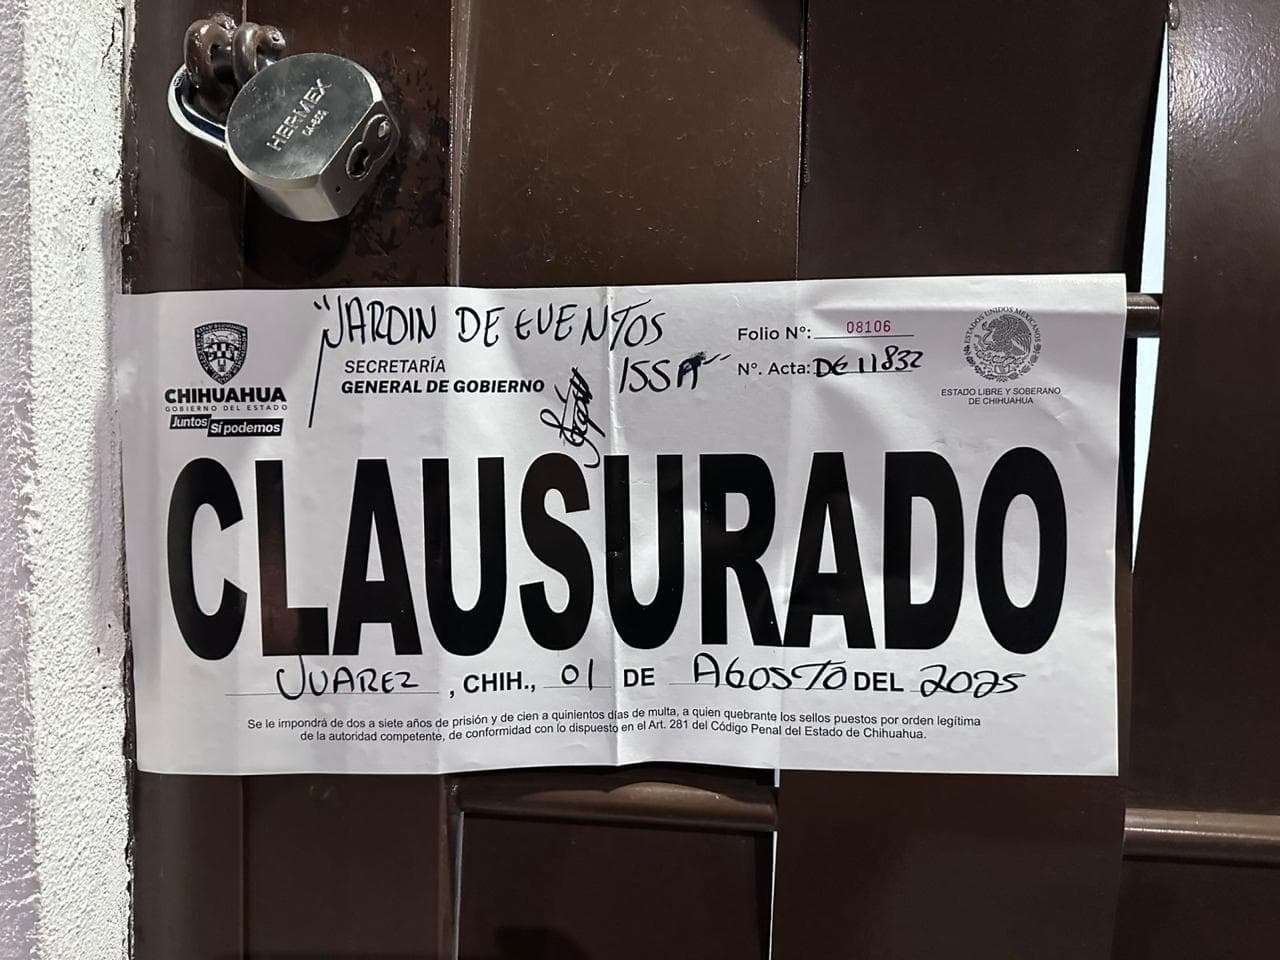 HERMEX
"JARDIN DE EVENTOS
ISSA"
CHIHUAHUA
GOBIERNO DEL ESTADO
Juntos Sí podemos
SECRETARÍA
GENERAL DE GOBIERNO
Folio Nº: 08106
Nº. Acta: DG 11832
ESTADOS UNIDOS MEXICANOS
ESTADO LIBRE Y SOBERANO
DE CHIHUAHUA
CLAUSURADO
JUAREZ, CHIH., 01 DE AGOSTO DEL 2025
Se le impondrá de dos a siete años de prisión y de cien a quinientos días de multa, a quien quebrante los sellos puestos por orden legítima
de la autoridad competente, de conformidad con lo dispuesto en el Art. 281 del Código Penal del Estado de Chihuahua.